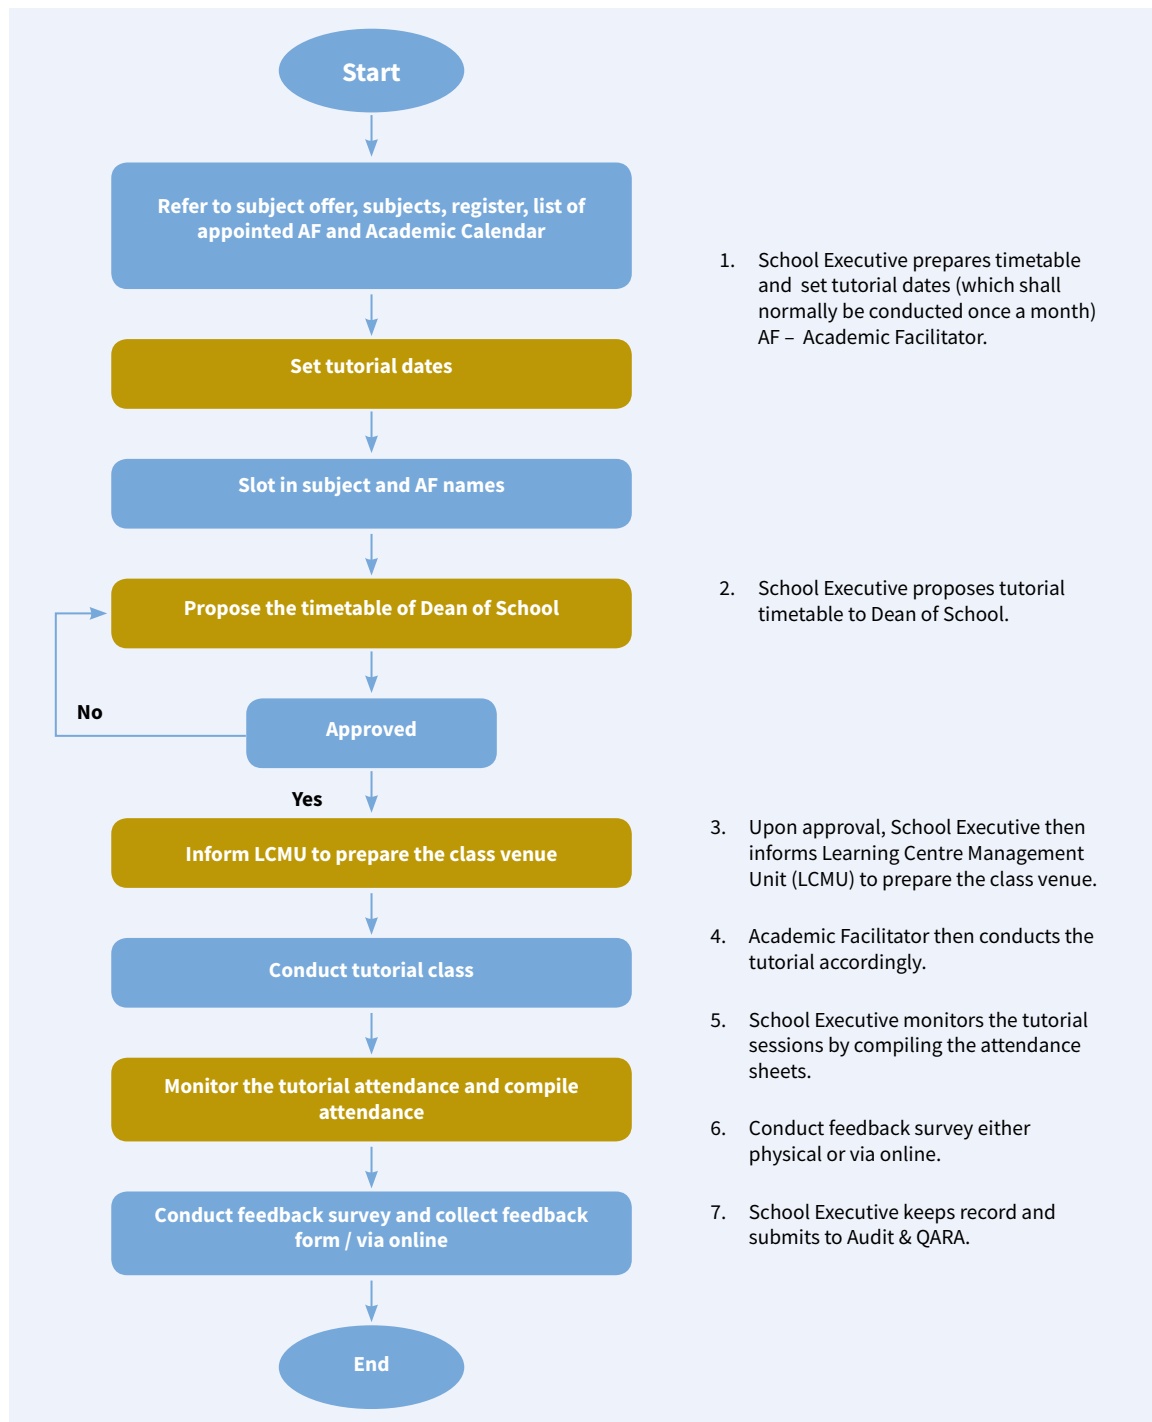 Start
Refer to subject offer, subjects, register, list of
appointed AF and Academic Calendar
1. School Executive prepares timetable
and set tutorial dates (which shall
normally be conducted once a month)
AF – Academic Facilitator.
Set tutorial dates
Slot in subject and AF names
Propose the timetable of Dean of School
2. School Executive proposes tutorial
timetable to Dean of School.
No
Approved
Yes
Inform LCMU to prepare the class venue
3. Upon approval, School Executive then
informs Learning Centre Management
Unit (LCMU) to prepare the class venue.
Conduct tutorial class
4. Academic Facilitator then conducts the
tutorial accordingly.
5. School Executive monitors the tutorial
sessions by compiling the attendance
sheets.
Monitor the tutorial attendance and compile
attendance
6. Conduct feedback survey either
physical or via online.
Conduct feedback survey and collect feedback
form / via online
7. School Executive keeps record and
submits to Audit & QARA.
End